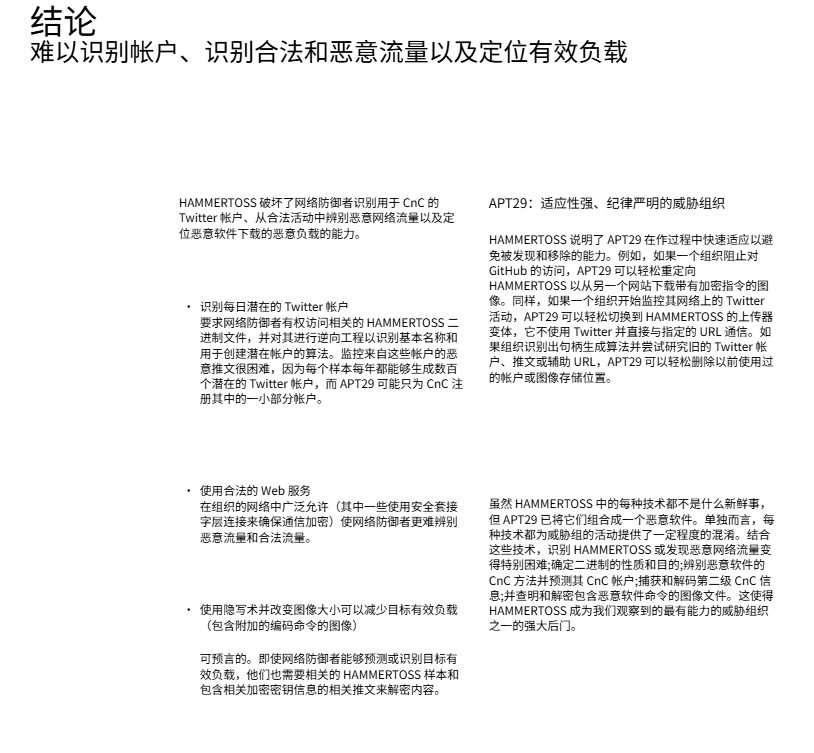 结论
难以识别帐户、识别合法和恶意流量以及定位有效负载
HAMMERTOSS 破坏了网络防御者识别用于 CnC 的
Twitter 帐户、从合法活动中辨别恶意网络流量以及定
位恶意软件下载的恶意负载的能力。
• 识别每日潜在的 Twitter 帐户
要求网络防御者有权访问相关的 HAMMERTOSS 二
进制文件，并对其进行逆向工程以识别基本名称和
用于创建潜在帐户的算法。监控来自这些帐户的恶
意推文很困难，因为每个样本每年都能够生成数百
个潜在的 Twitter 帐户，而 APT29 可能只为 CnC 注
册其中的一小部分帐户。
• 使用合法的 Web 服务
在组织的网络中广泛允许（其中一些使用安全套接
字层连接来确保通信加密）使网络防御者更难辨别
恶意流量和合法流量。
• 使用隐写术并改变图像大小可以减少目标有效负载
（包含附加的编码命令的图像）
可预言的。即使网络防御者能够预测或识别目标有
效负载，他们也需要相关的 HAMMERTOSS 样本和
包含相关加密密钥信息的相关推文来解密内容。
APT29：适应性强、纪律严明的威胁组织
HAMMERTOSS 说明了 APT29 在作过程中快速适应以避
免被发现和移除的能力。例如，如果一个组织阻止对
GitHub 的访问，APT29 可以轻松重定向
HAMMERTOSS 以从另一个网站下载带有加密指令的图
像。同样，如果一个组织开始监控其网络上的 Twitter
活动，APT29 可以轻松切换到 HAMMERTOSS 的上传器
变体，它不使用 Twitter 并直接与指定的 URL 通信。如
果组织识别出句柄生成算法并尝试研究旧的 Twitter 帐
户、推文或辅助 URL，APT29 可以轻松删除以前使用过
的帐户或图像存储位置。
虽然 HAMMERTOSS 中的每种技术都不是什么新鲜事，
但 APT29 已将它们组合成一个恶意软件。单独而言，每
种技术都为威胁组的活动提供了一定程度的混淆。结合
这些技术，识别 HAMMERTOSS 或发现恶意网络流量变
得特别困难;确定二进制的性质和目的;辨别恶意软件的
CnC 方法并预测其 CnC 帐户;捕获和解码第二级 CnC 信
息;并查明和解密包含恶意软件命令的图像文件。这使得
HAMMERTOSS 成为我们观察到的最有能力的威胁组织
之一的强大后门。